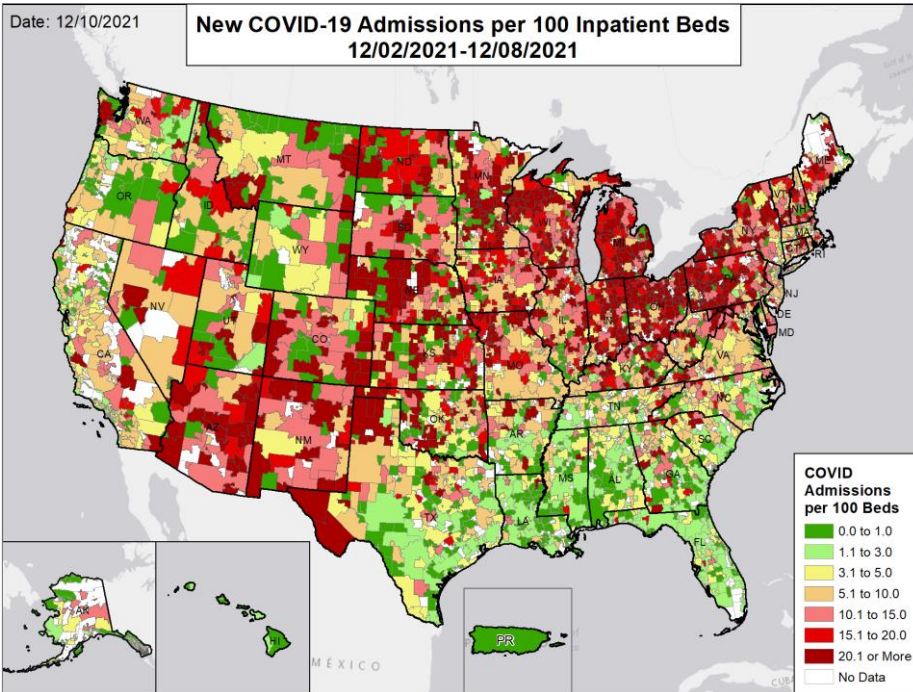 Date: 12/10/2021
New COVID-19 Admissions per 100 Inpatient Beds
12/02/2021-12/08/2021
WA
MT
ND
MN
ME
OR
ID
SD
WI
MI
VT
NH
MA
RI
WY
NE
IA
NJ
DE
MD
NV
UT
CO
KS
MO
IL
OH
KY
VA
CA
AZ
NM
OK
AR
TN
NC
SC
MS
AL
GA
TX
LA
FL
AK
HI
PR
MÉXICO
CUBA
COVID
Admissions
per 100 Beds
0.0 to 1.0
1.1 to 3.0
3.1 to 5.0
5.1 to 10.0
10.1 to 15.0
15.1 to 20.0
20.1 or More
No Data